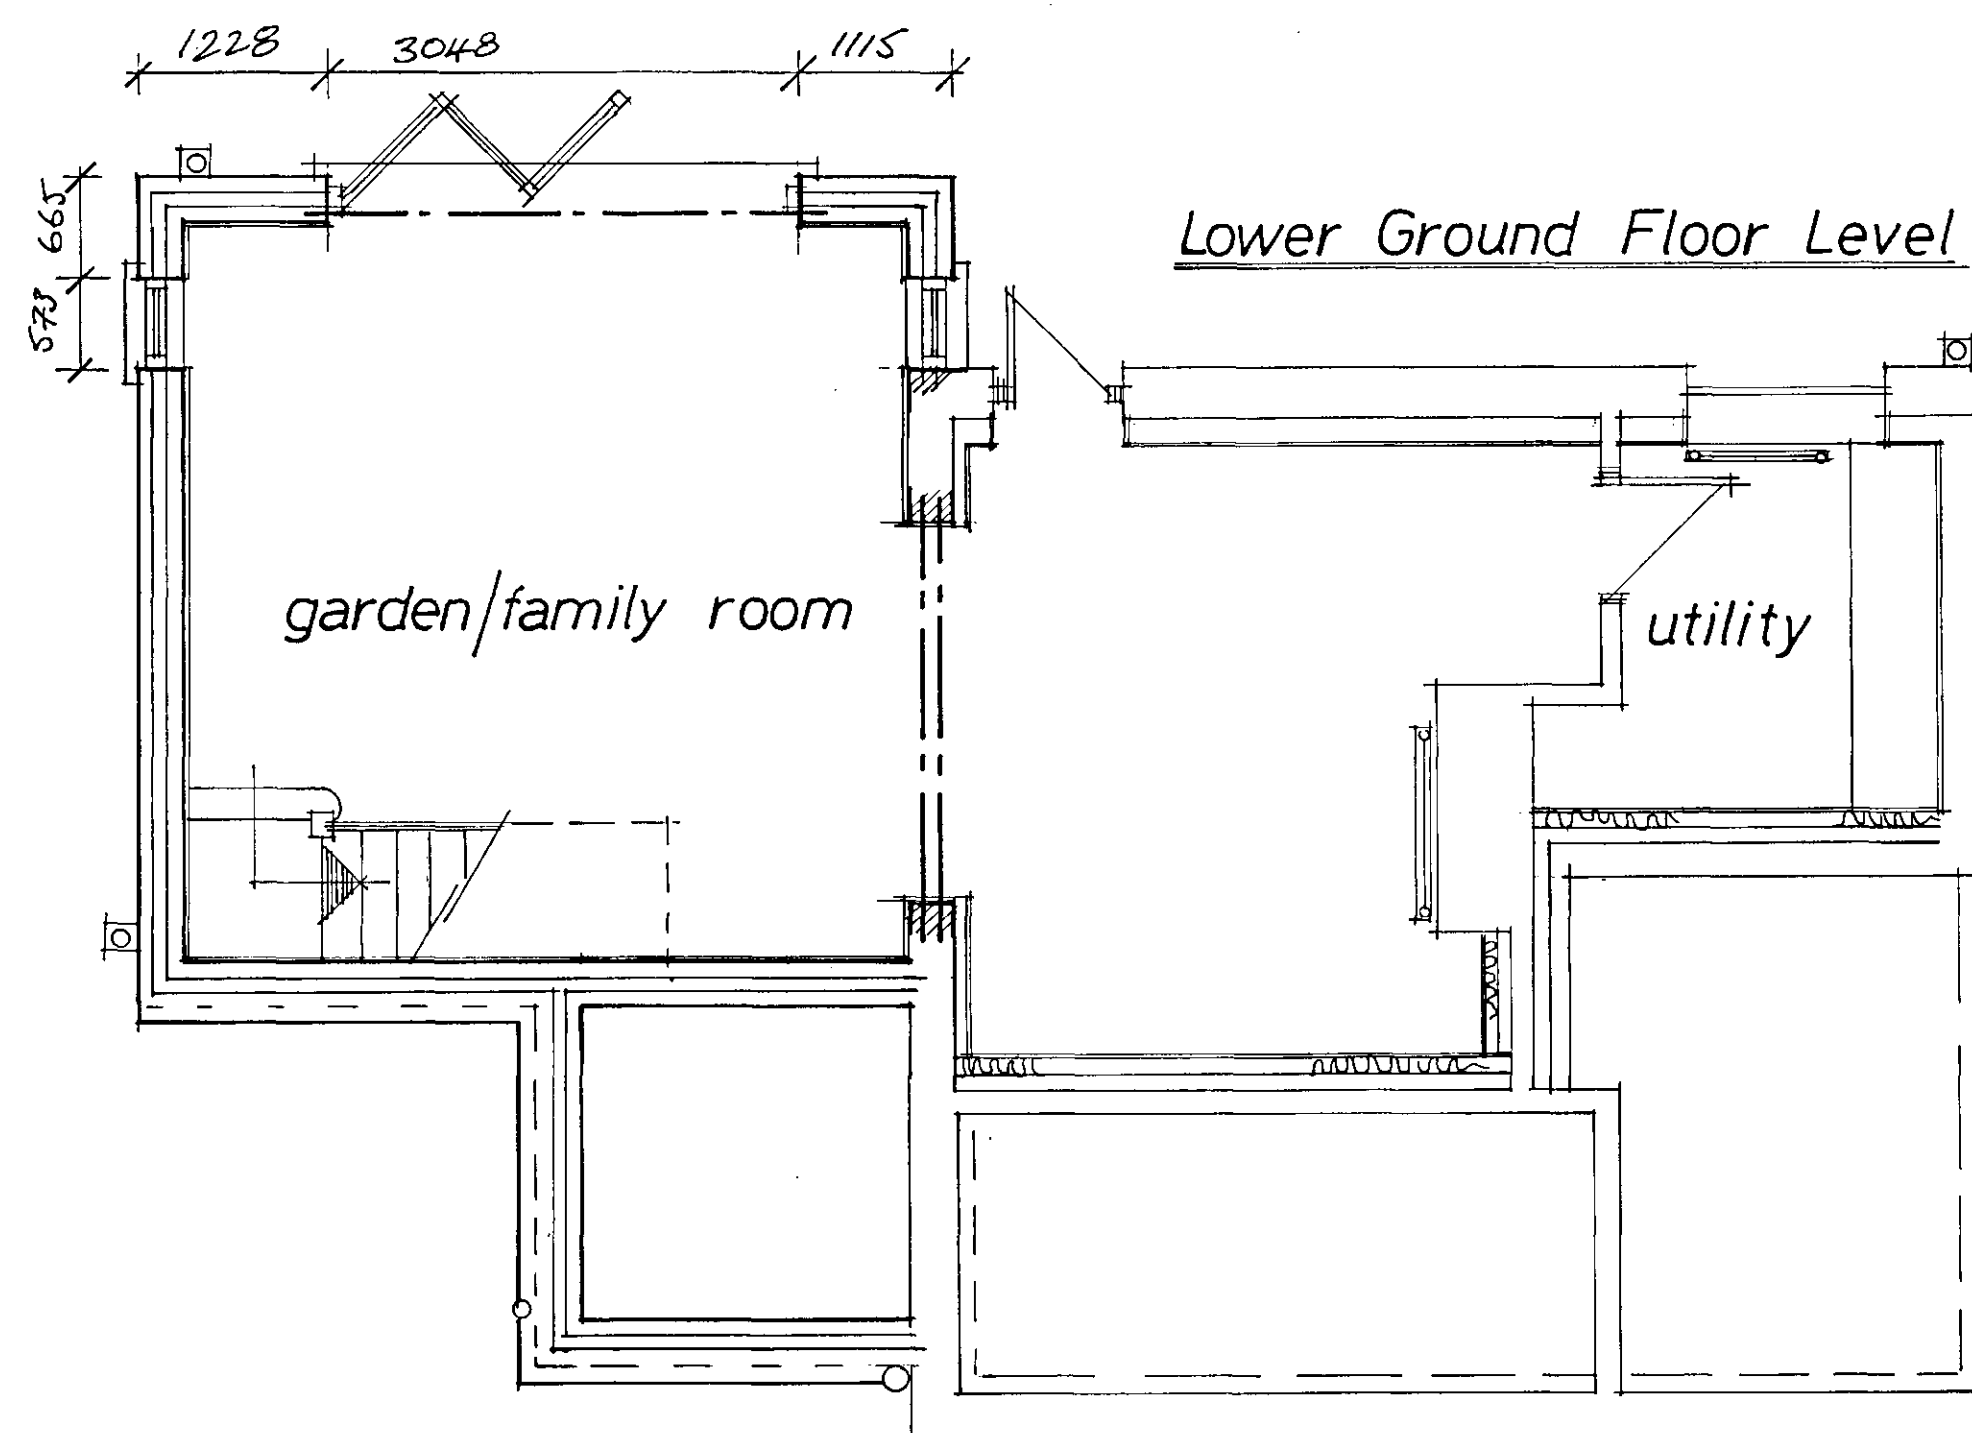 1228 3048 1115
665
573
Lower Ground Floor Level
garden/family room
utility